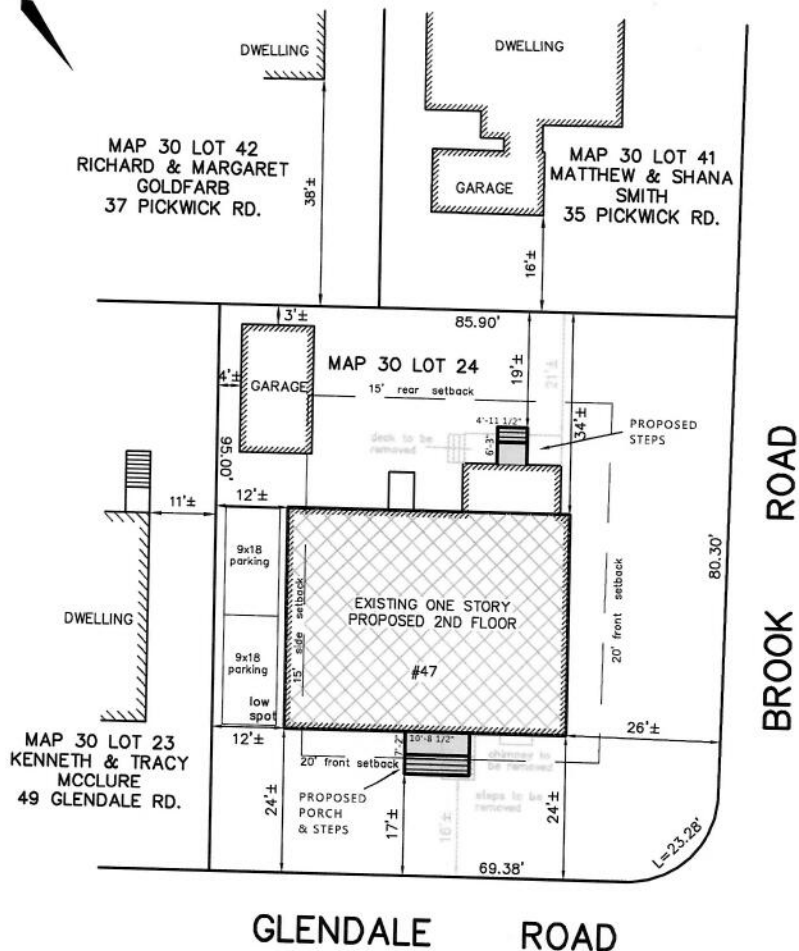 DWELLING
DWELLING
MAP 30 LOT 42
RICHARD & MARGARET
GOLDFARB
37 PICKWICK RD.
38'±
GARAGE
MAP 30 LOT 41
MATTHEW & SHANA
SMITH
35 PICKWICK RD.
16'±
3'±
85.90'
4'±
GARAGE
MAP 30 LOT 24
15' rear setback
19'±
21'±
34'±
95.00'
deck to be
removed
4'-11 1/2"
6'-3"
PROPOSED
STEPS
11'±
12'±
9x18
parking
9x18
parking
low
spot
15' side setback
EXISTING ONE STORY
PROPOSED 2ND FLOOR
#47
20' front setback
80.30'
BROOK ROAD
DWELLING
MAP 30 LOT 23
KENNETH & TRACY
MCCLURE
49 GLENDALE RD.
12'±
7'-2"
10'-8 1/2"
20' front setback
chimney to
be removed
26'±
PROPOSED
PORCH
& STEPS
steps to be
removed
24'±
17'±
16'±
24'±
69.38'
L=23.28'
GLENDALE ROAD